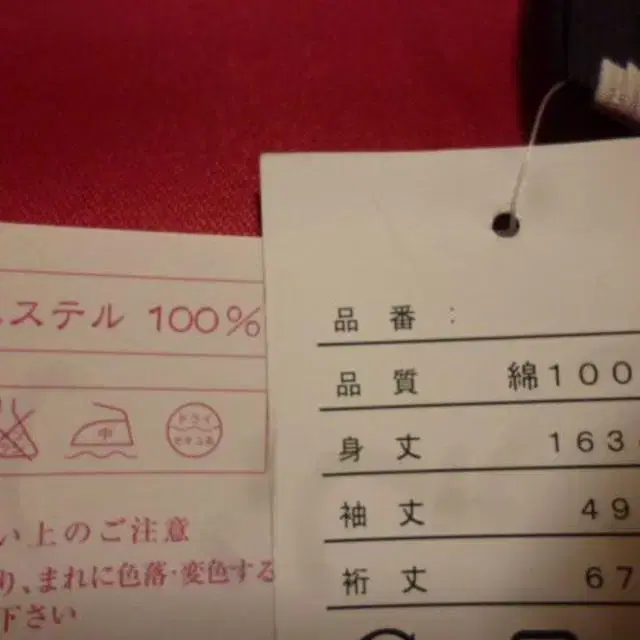 ステル 100%
中
ドライ
セキユ系
い上のご注意
り、まれに色落・変色する
下さい
品番:
品質 綿100
身丈 163
袖丈 49
裄丈 67